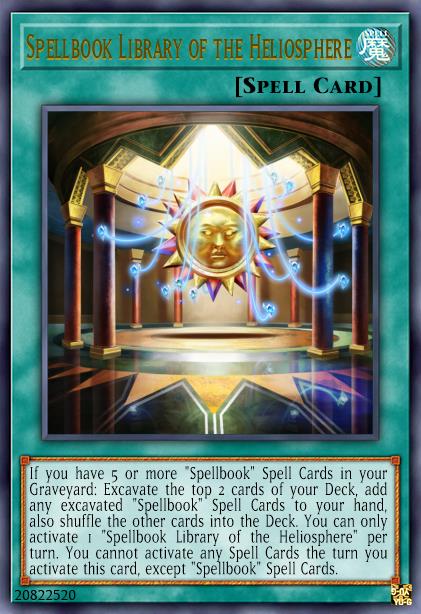 Spellbook Library of the Heliosphere
SPELL
魔
[Spell Card]
If you have 5 or more "Spellbook" Spell Cards in your
Graveyard: Excavate the top 2 cards of your Deck, add
any excavated "Spellbook" Spell Cards to your hand,
also shuffle the other cards into the Deck. You can only
activate 1 "Spellbook Library of the Heliosphere" per
turn. You cannot activate any Spell Cards the turn you
activate this card, except "Spellbook" Spell Cards.
20822520